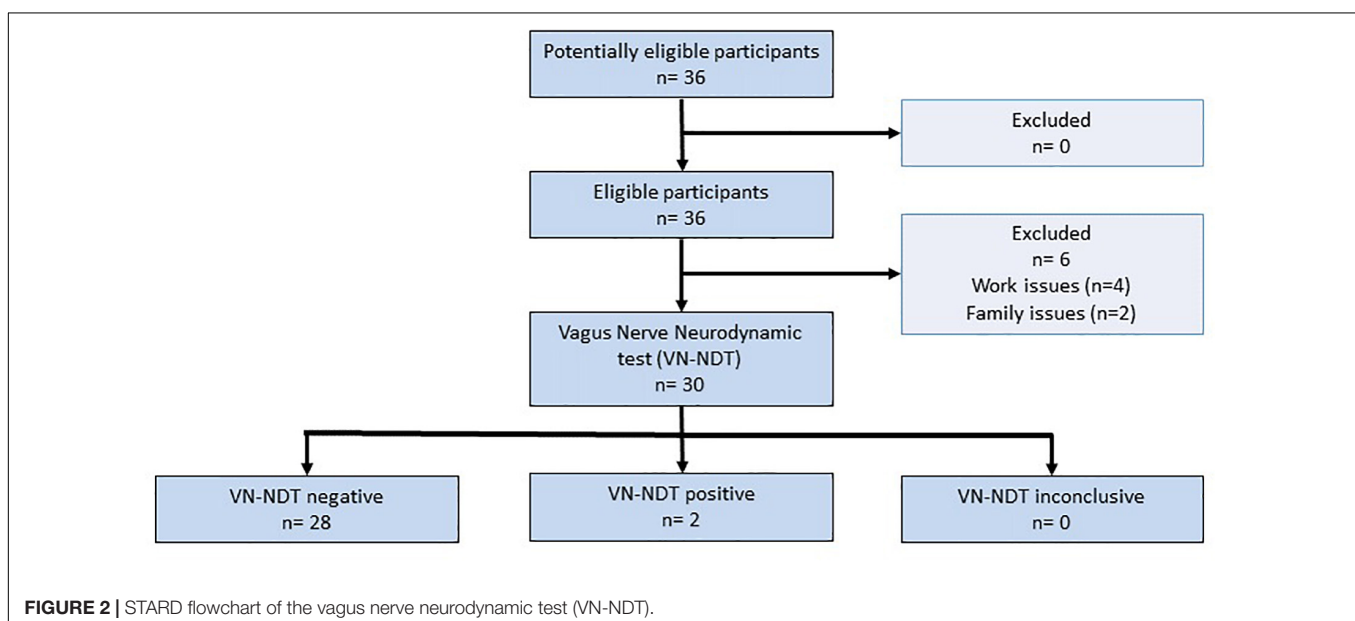 Potentially eligible participants
n= 36
Excluded
n= 0
Eligible participants
n= 36
Excluded
n= 6
Work issues (n=4)
Family issues (n=2)
Vagus Nerve Neurodynamic
test (VN-NDT)
n= 30
VN-NDT negative
n= 28
VN-NDT positive
n= 2
VN-NDT inconclusive
n= 0
FIGURE 2 | STARD flowchart of the vagus nerve neurodynamic test (VN-NDT).